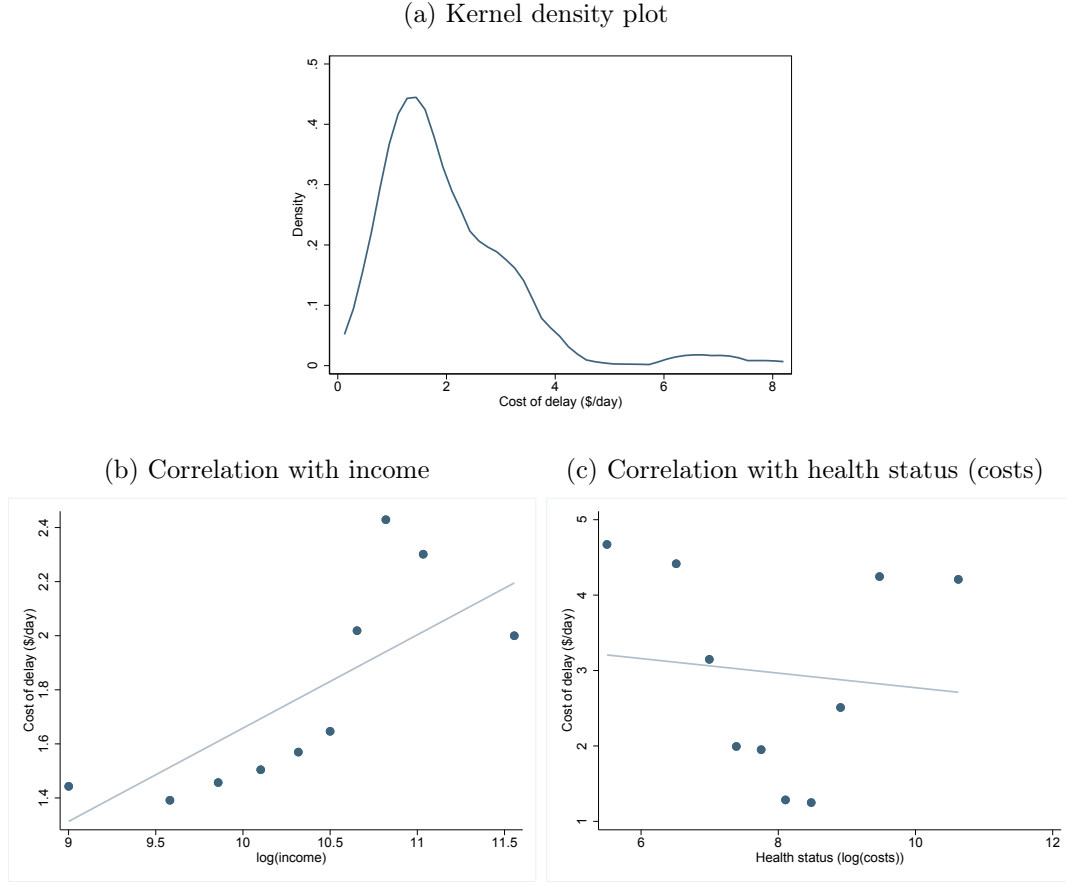 (a) Kernel density plot
.5
.4
.3
.2
.1
0
Density
0 2 4 6 8
Cost of delay ($/day)
(b) Correlation with income
2.4
2.2
2
1.8
1.6
1.4
Cost of delay ($/day)
9 9.5 10 10.5 11 11.5
log(income)
(c) Correlation with health status (costs)
5
4
3
2
1
Cost of delay ($/day)
6 8 10 12
Health status (log(costs))